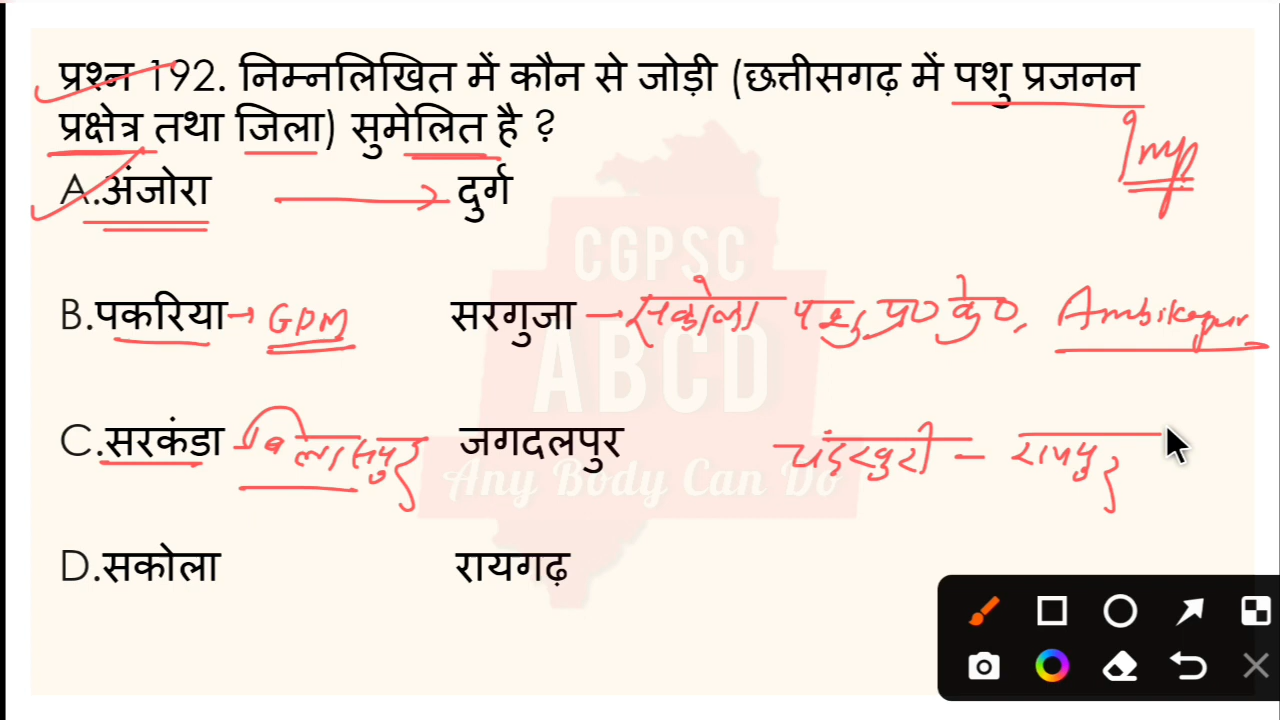 प्रश्न 192. निम्नलिखित में कौन से जोड़ी (छत्तीसगढ़ में पशु प्रजनन
प्रक्षेत्र तथा जिला) सुमेलित है ?
Imp
A.अंजोरा → दुर्ग
CGPSC
B.पकरिया → GPM सरगुजा → सकोला पशु प्र० के०, Ambikapur
ABCD
C.सरकंडा → बिलासपुर जगदलपुर चंदखुरी – रायपुर
Any Body Can Do
D.सकोला रायगढ़